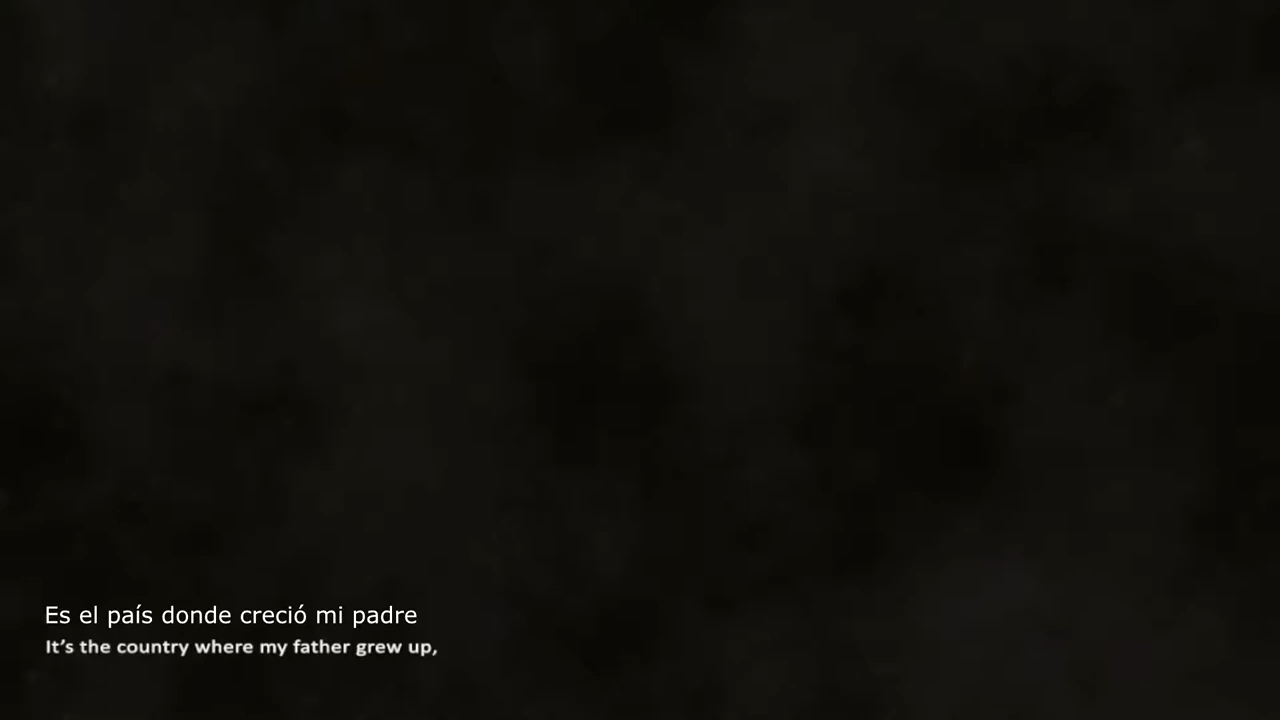 Es el país donde creció mi padre
It's the country where my father grew up,